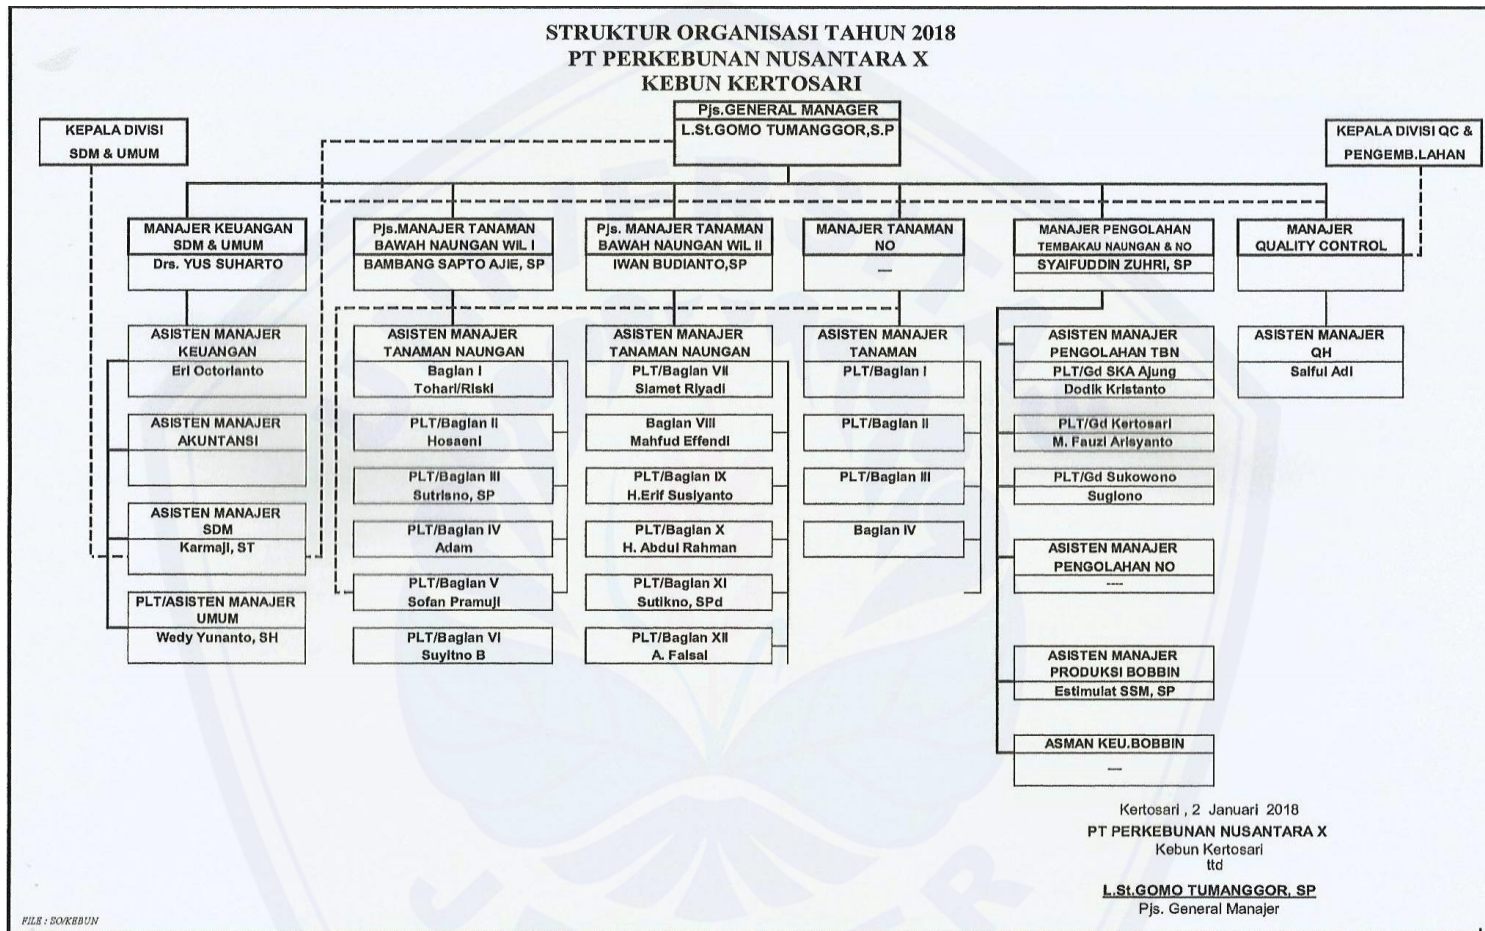 STRUKTUR ORGANISASI TAHUN 2018
PT PERKEBUNAN NUSANTARA X
KEBUN KERTOSARI
Pjs.GENERAL MANAGER
L.St.GOMO TUMANGGOR,S.P
KEPALA DIVISI
SDM & UMUM
KEPALA DIVISI QC &
PENGEMB.LAHAN
MANAJER KEUANGAN
SDM & UMUM
Drs. YUS SUHARTO
Pjs.MANAJER TANAMAN
BAWAH NAUNGAN WIL I
BAMBANG SAPTO AJIE, SP
Pjs. MANAJER TANAMAN
BAWAH NAUNGAN WIL II
IWAN BUDIANTO,SP
MANAJER TANAMAN
NO
—
MANAJER PENGOLAHAN
TEMBAKAU NAUNGAN & NO
SYAIFUDDIN ZUHRI, SP
MANAJER
QUALITY CONTROL
ASISTEN MANAJER
KEUANGAN
Eri Octorianto
ASISTEN MANAJER
AKUNTANSI
ASISTEN MANAJER
SDM
Karmaji, ST
PLT/ASISTEN MANAJER
UMUM
Wedy Yunanto, SH
ASISTEN MANAJER
TANAMAN NAUNGAN
Bagian I
Tohari/Riski
PLT/Bagian II
Hosaeni
PLT/Bagian III
Sutrisno, SP
PLT/Bagian IV
Adam
PLT/Bagian V
Sofan Pramuji
PLT/Bagian VI
Suyitno B
ASISTEN MANAJER
TANAMAN NAUNGAN
PLT/Bagian VII
Slamet Riyadi
Bagian VIII
Mahfud Effendi
PLT/Bagian IX
H.Erif Susiyanto
PLT/Bagian X
H. Abdul Rahman
PLT/Bagian XI
Sutikno, SPd
PLT/Bagian XII
A. Faisal
ASISTEN MANAJER
TANAMAN
PLT/Bagian I
PLT/Bagian II
PLT/Bagian III
Bagian IV
ASISTEN MANAJER
PENGOLAHAN TBN
PLT/Gd SKA Ajung
Dodik Kristanto
PLT/Gd Kertosari
M. Fauzi Arisyanto
PLT/Gd Sukowono
Sugiono
ASISTEN MANAJER
PENGOLAHAN NO
----
ASISTEN MANAJER
PRODUKSI BOBBIN
Estimulat SSM, SP
ASMAN KEU.BOBBIN
—
ASISTEN MANAJER
QH
Saiful Adi
Kertosari , 2 Januari 2018
PT PERKEBUNAN NUSANTARA X
Kebun Kertosari
ttd
L.St.GOMO TUMANGGOR, SP
Pjs. General Manajer
FILE : SO/KEBUN